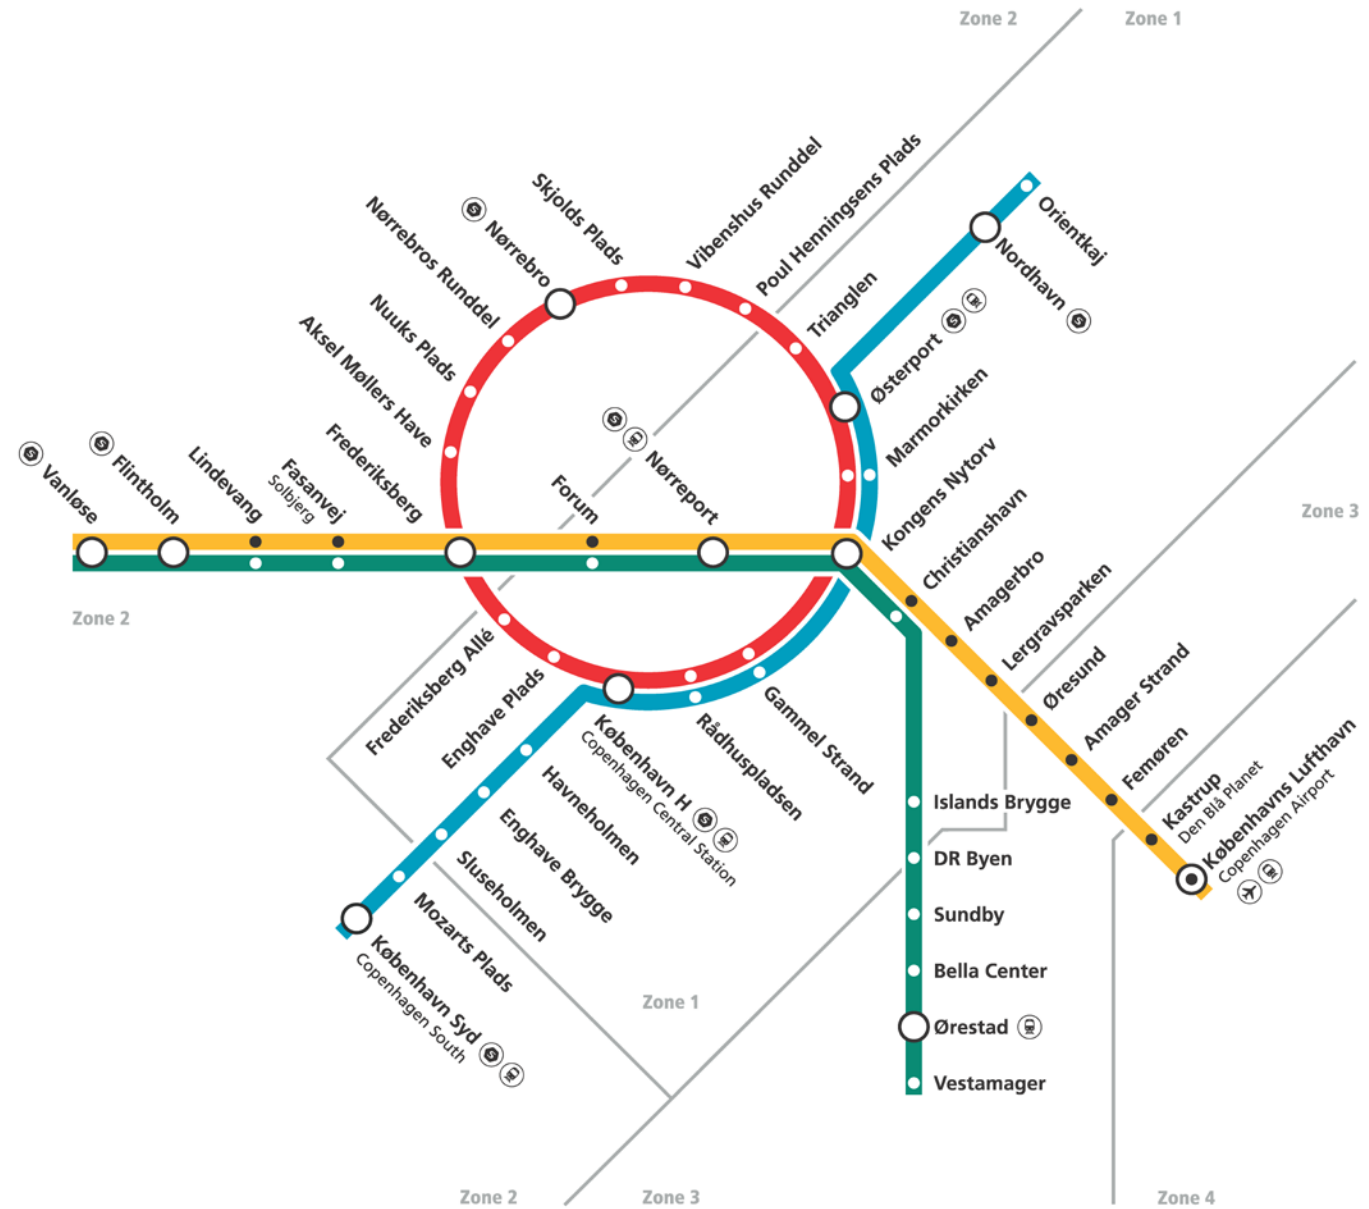 Zone 2
Zone 1
Vibenshus Runddel
Poul Henningsens Plads
Skjolds Plads
Nørrebro
Nørrebros Runddel
Nuuks Plads
Aksel Møllers Have
Trianglen
Orientkaj
Nordhavn
Østerport
Marmorkirken
Vanløse
Flintholm
Lindevang
Fasanvej
Solbjerg
Frederiksberg
Forum
Nørreport
Kongens Nytorv
Christianshavn
Amagerbro
Lergravsparken
Øresund
Amager Strand
Femøren
Kastrup
Den Blå Planet
Københavns Lufthavn
Copenhagen Airport
Zone 3
Zone 2
Frederiksberg Allé
Enghave Plads
København H
Copenhagen Central Station
Rådhuspladsen
Gammel Strand
Havneholmen
Enghave Brygge
Sluseholmen
Mozarts Plads
København Syd
Copenhagen South
Islands Brygge
DR Byen
Sundby
Bella Center
Ørestad
Vestamager
Zone 1
Zone 2
Zone 3
Zone 4